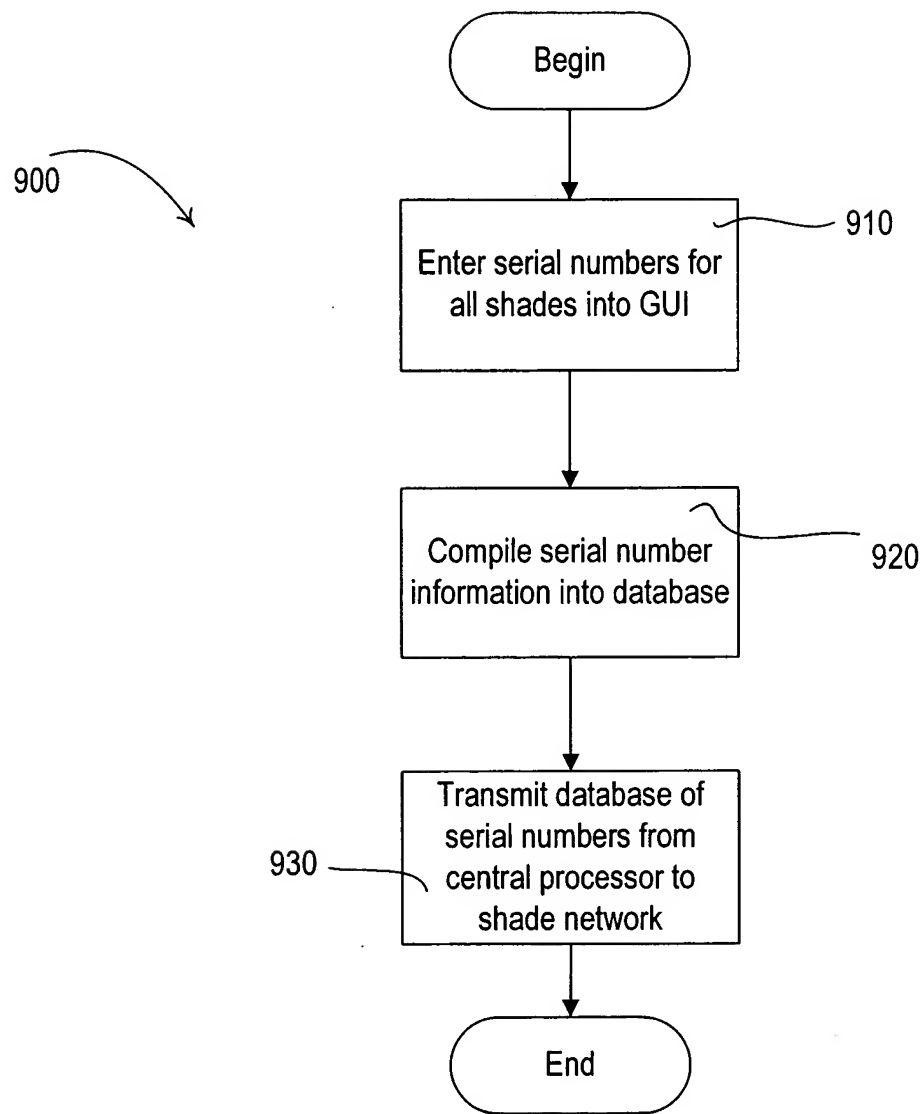 Begin
900
910
Enter serial numbers for
all shades into GUI
Compile serial number
information into database
920
Transmit database of
serial numbers from
central processor to
shade network
930
End